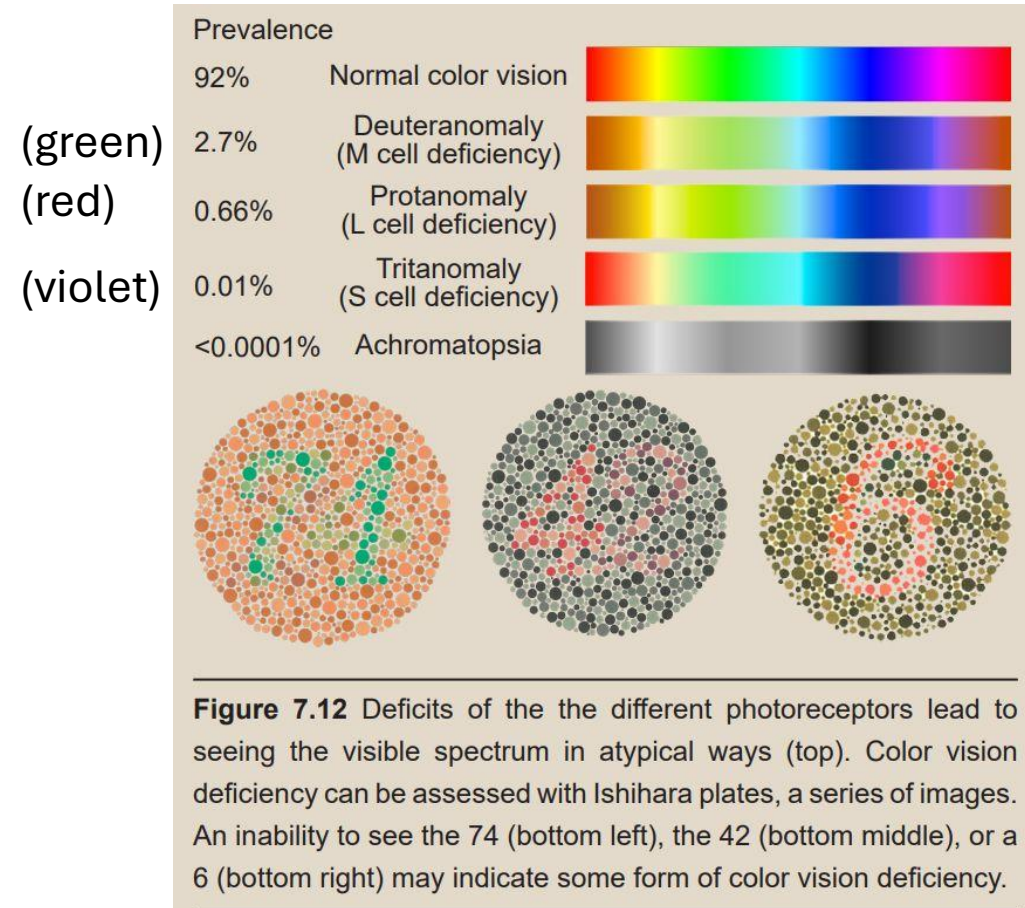 Prevalence
92% Normal color vision
(green) 2.7% Deuteranomaly
(M cell deficiency)
(red) 0.66% Protanomaly
(L cell deficiency)
(violet) 0.01% Tritanomaly
(S cell deficiency)
<0.0001% Achromatopsia
74 42 6
Figure 7.12 Deficits of the the different photoreceptors lead to
seeing the visible spectrum in atypical ways (top). Color vision
deficiency can be assessed with Ishihara plates, a series of images.
An inability to see the 74 (bottom left), the 42 (bottom middle), or a
6 (bottom right) may indicate some form of color vision deficiency.